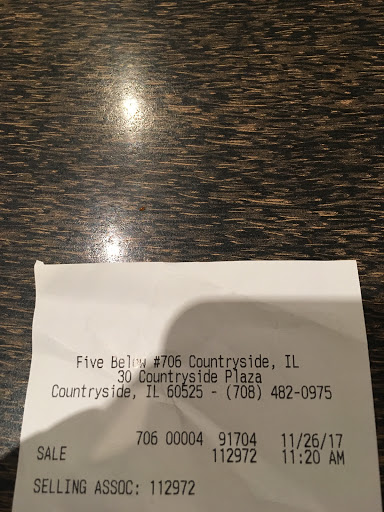 Five Below #706 Countryside, IL
30 Countryside Plaza
Countryside, IL 60525 - (708) 482-0975
706 00004 91704 11/26/17
SALE 112972 11:20 AM
SELLING ASSOC: 112972